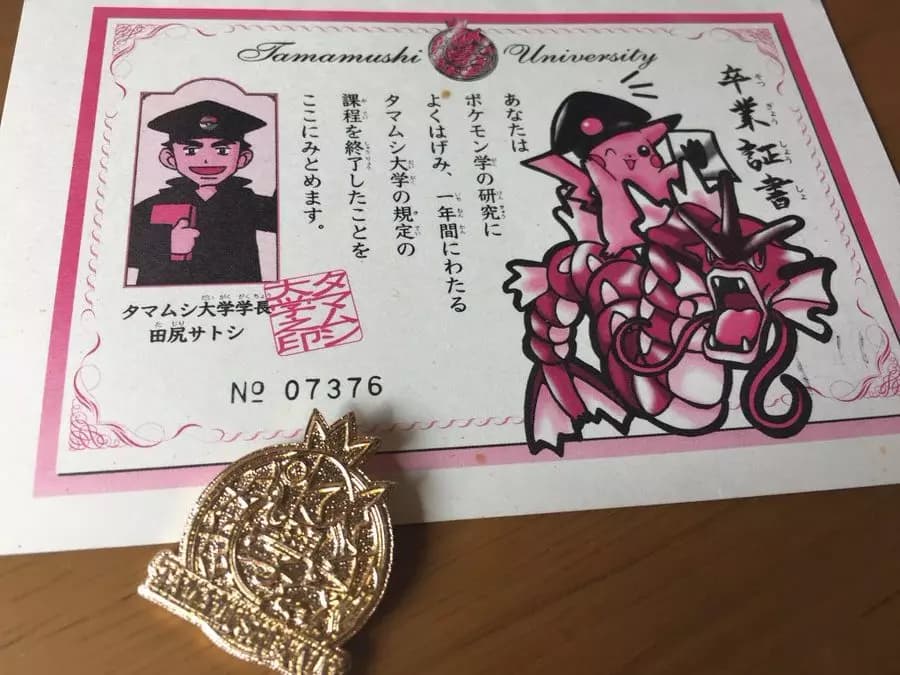 Tamamushi University
卒業証書
あなたは
ポケモン学の研究に
よくはげみ、一年間にわたる
タマムシ大学の規定の
課程を終了したことを
ここにみとめます。
タマムシ大学学長
田尻サトシ
タマムシ
大学之印
№ 07376